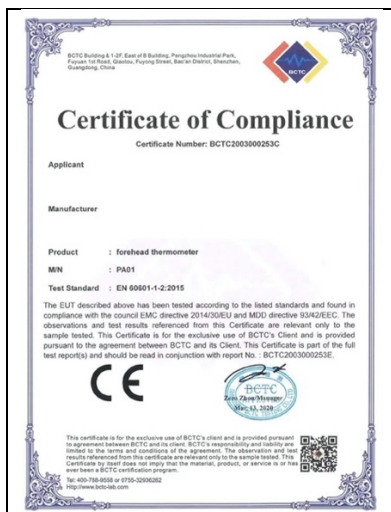 BCTC Building & 1-2F, East of B Building, Pengzhou Industrial Park,
Fuyuan 1st Road, Qiaotou, Fuyong Street, Bao'an District, Shenzhen,
Guangdong, China
BCTC
Certificate of Compliance
Certificate Number: BCTC2003000253C
Applicant
Manufacturer
Product : forehead thermometer
M/N : PA01
Test Standard : EN 60601-1-2:2015
The EUT described above has been tested according to the listed standards and found in
compliance with the council EMC directive 2014/30/EU and MDD directive 93/42/EEC. The
observations and test results referenced from this Certificate are relevant only to the
sample tested. This Certificate is for the exclusive use of BCTC's Client and is provided
pursuant to the agreement between BCTC and its Client. This Certificate is part of the full
test report(s) and should be read in conjunction with report No. : BCTC2003000253E.
CE
BCTC
Zero Zhou/Manager
Mar. 13, 2020
This certificate is for the exclusive use of BCTC's client and is provided pursuant
to agreement between BCTC and its client. BCTC's responsibility and liability are
limited to the terms and conditions of the agreement. The observation and test
results referenced from this certificate are relevant only to the sample tested. This
Certificate by itself does not imply that the material, product, or service is or has
ever been a BCTC certification program.
Tel: 400-788-9558 or 0755-32936262
Http://www.bctc-lab.com